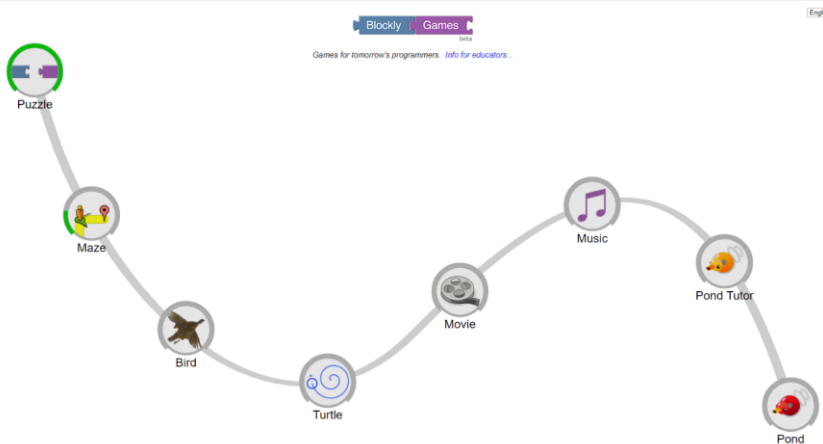 Blockly Games
beta
Games for tomorrow's programmers. Info for educators...
Puzzle
Maze
Bird
Turtle
Movie
Music
Pond Tutor
Pond